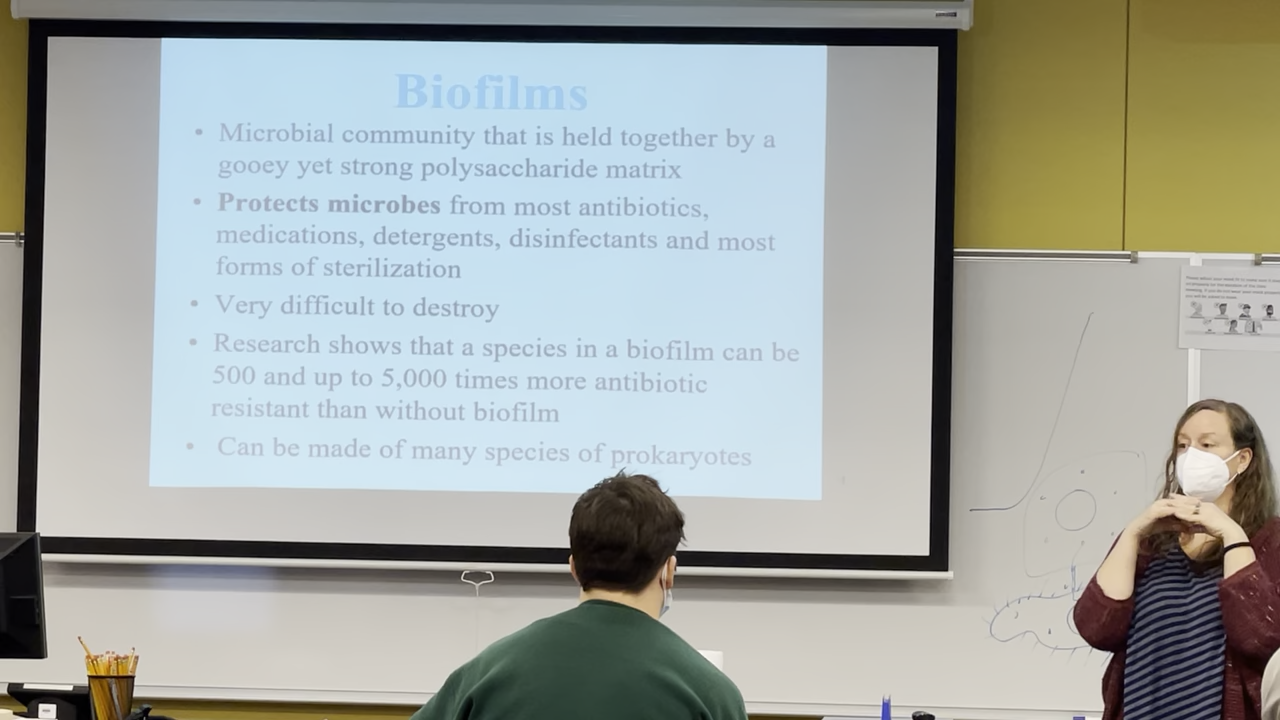 Biofilms
• Microbial community that is held together by a
gooey yet strong polysaccharide matrix
• Protects microbes from most antibiotics,
medications, detergents, disinfectants and most
forms of sterilization
• Very difficult to destroy
• Research shows that a species in a biofilm can be
500 and up to 5,000 times more antibiotic
resistant than without biofilm
• Can be made of many species of prokaryotes